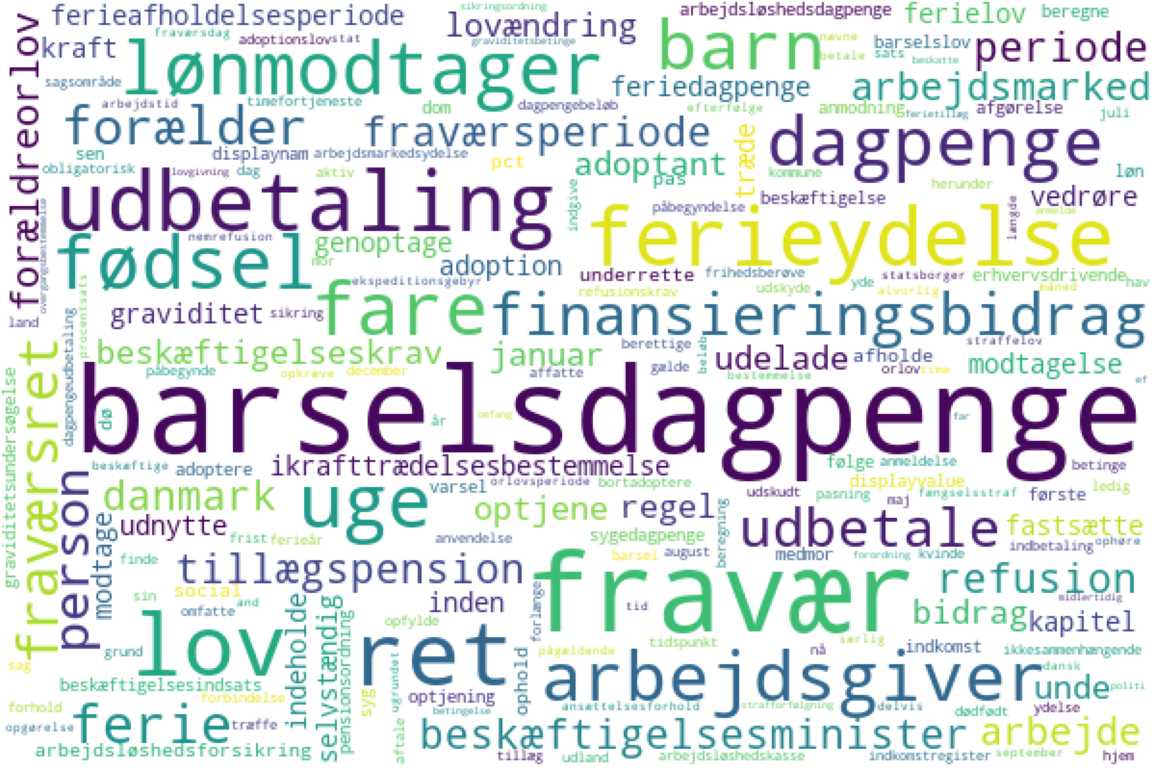 ferieafholdelsesperiode
sikringsordning
lovændring
arbejdsløshedsdagpenge
ferielov
beregne
fraværsdag
adoptionslov
stat
graviditetsbetinge
barn
nævne
betale
barselslov
sats
beskatte
periode
kraft
lønmodtager
sagsområde
feriedagpenge
arbejdsmarked
foræld­reorlov
arbejdstid
timefortjeneste
dom
dagpengebeløb
efterfølge
anmodning
afgørelse
ferietillæg
juli
forælder
fraværsperiode
træde
dagpenge
sen
displaynam
arbejdsmarkedsydelse
pct
adoptant
obligatorisk
lovgivning
dag
aktiv
pas
kommune
herunder
løn
udbetaling
indgive
påbegyndelse
beskæftigelse
længde
vedrøre
anmelde
overgangsbestemmelse
nemrefusion
ferieydelse
fødsel
genoptage
mor
adoption
underrette
frihedsberøve
statsborger
erhvervsdrivende
ekspeditionsgebyr
refusionskrav
udskyde
yde
alvorlig
måned
hav
procentsats
fare
finansieringsbidrag
land
graviditet
sikring
dagpengeudbetaling
berettige
beløb
straffelov
beskæftigelseskrav
januar
gælde
udelade
afholde
modtagelse
fraværsret
påbegynde
opkræve
december
affatte
bestemmelse
orlov
time
ef
graviditetsundersøgelse
barselsdagpenge
dø
år
omfang
far
person
beskæftige
adoptere
ikrafttrædelsesbestemmelse
følge
anmeldelse
betinge
danmark
uge
varsel
orlovsperiode
bortadoptere
displayvalue
ledig
modtage
udnytte
optjene
regel
udskudt
pasning
maj
fængselsstraf
første
frist
ferieår
anvendelse
sygedagpenge
beregning
udbetale
fastsætte
finde
barsel
august
medmor
forordning
kvinde
indbetaling
ophøre
tillægspension
fravær
refusion
sin
social
omfatte
and
indeholde
selvstændig
inden
forlænge
tid
midlertidig
bidrag
kapitel
lov
opfylde
ret
tidspunkt
særlig
nå
indkomst
ikkesammenhængende
sag
grund
pågældende
dansk
beskæftigelsesindsats
forbindelse
pensionsordning
syg
ugrundet
optjening
ophold
arbejdsgiver
unde
politi
forhold
ansættelsesforhold
strafforfølgning
delvis
dødfødt
ydelse
opgørelse
ferie
træffe
aftale
betingelse
beskæftigelsesminister
arbejde
arbejdsløshedsforsikring
tillæg
udland
arbejdsløshedskasse
indkomstregister
september
hjem